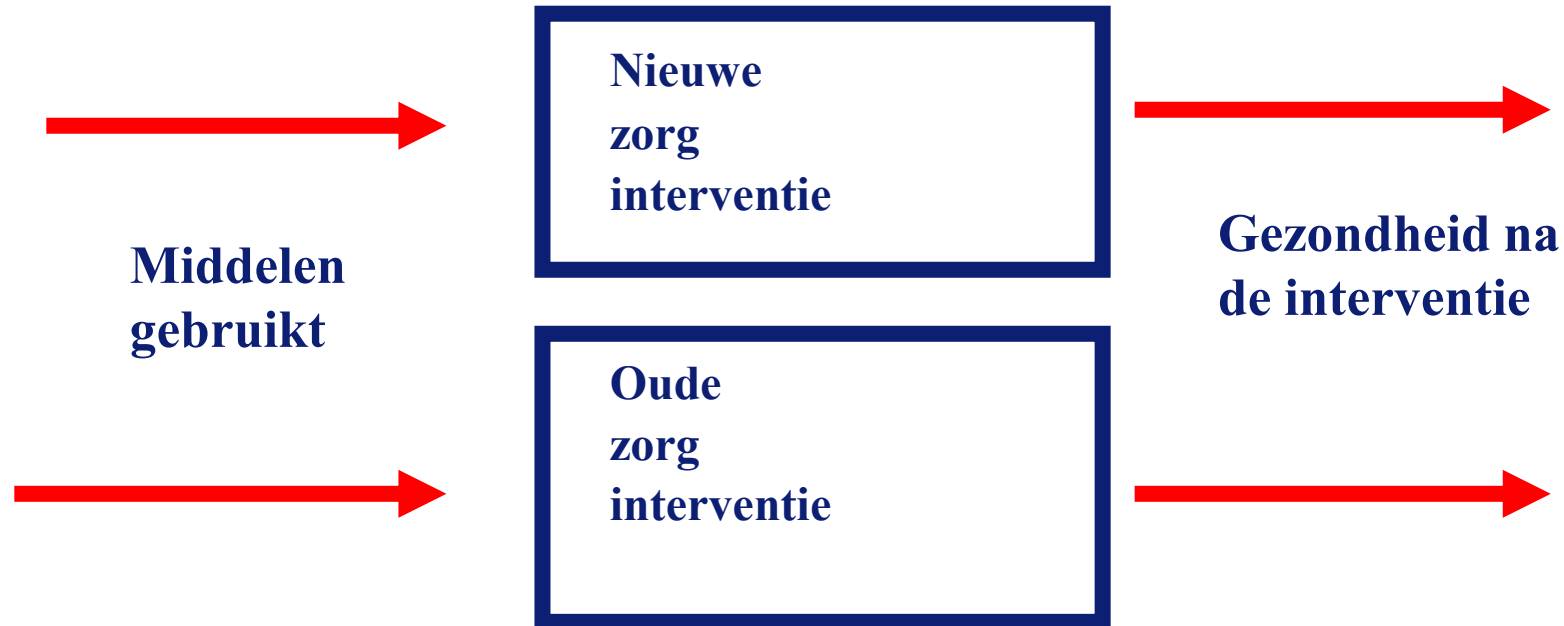 Nieuwe
zorg
interventie
Middelen
gebruikt
Gezondheid na
de interventie
Oude
zorg
interventie